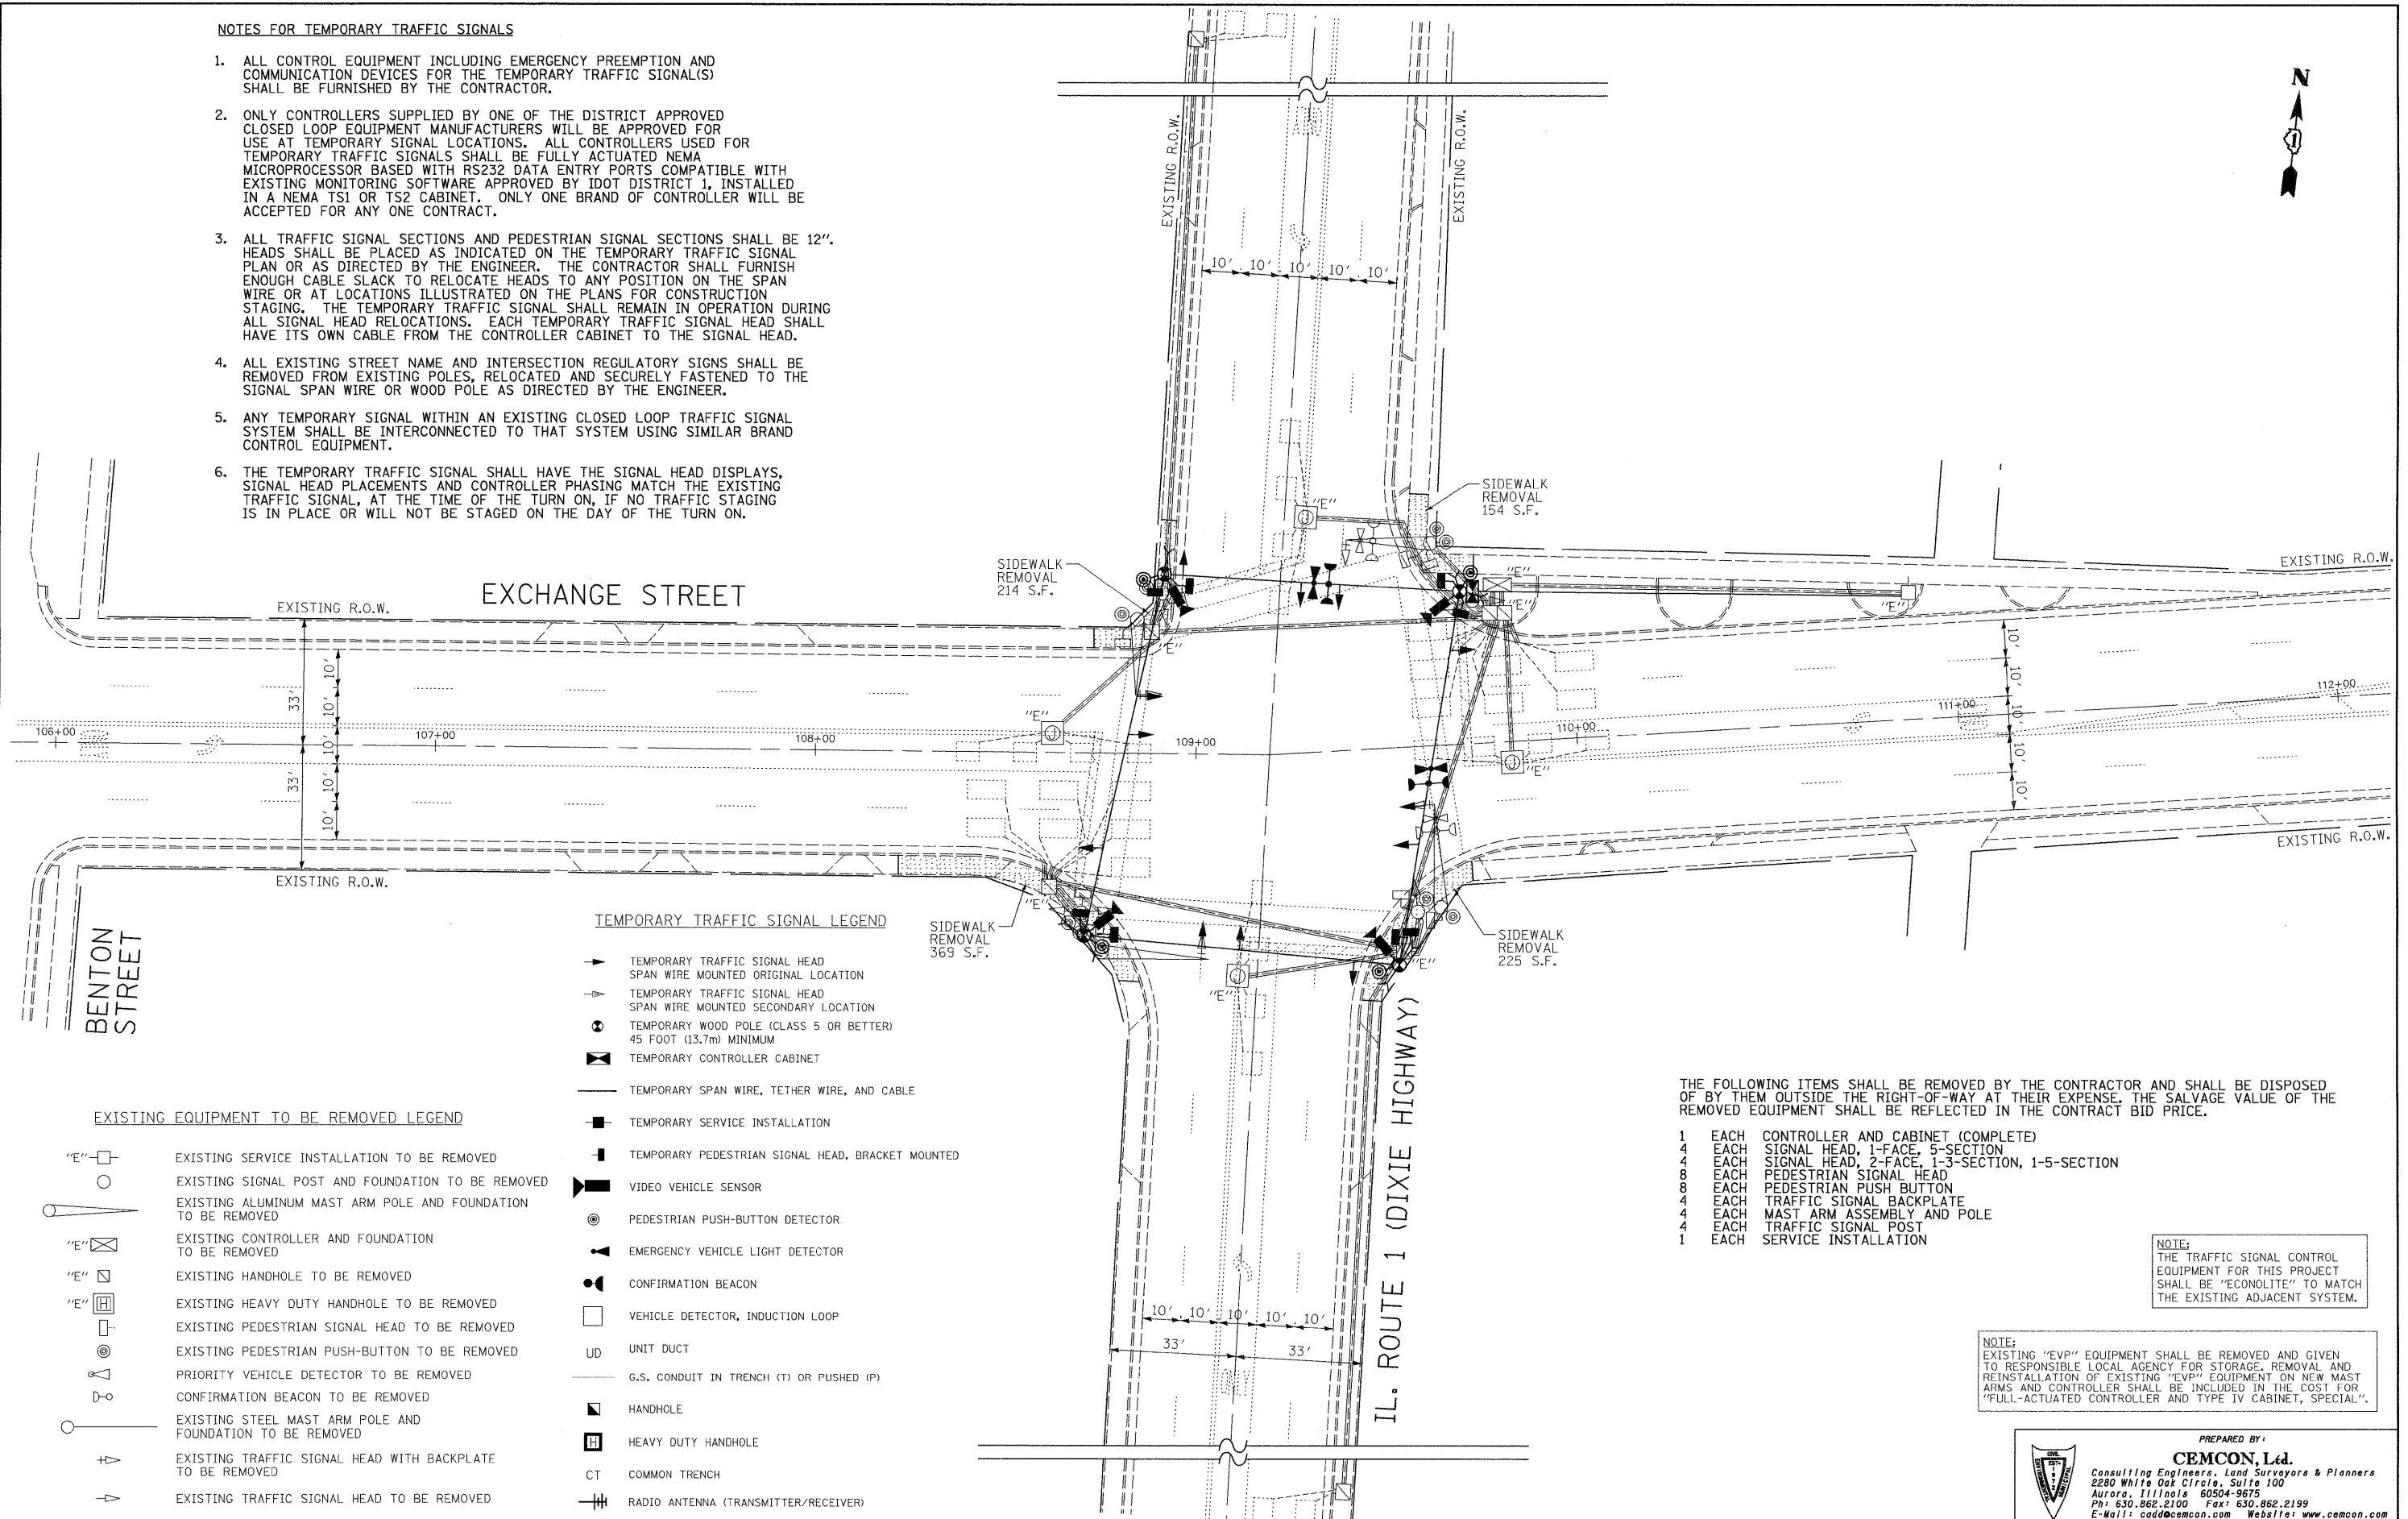 NOTES FOR TEMPORARY TRAFFIC SIGNALS
1. ALL CONTROL EQUIPMENT INCLUDING EMERGENCY PREEMPTION AND
COMMUNICATION DEVICES FOR THE TEMPORARY TRAFFIC SIGNAL(S)
SHALL BE FURNISHED BY THE CONTRACTOR.
2. ONLY CONTROLLERS SUPPLIED BY ONE OF THE DISTRICT APPROVED
CLOSED LOOP EQUIPMENT MANUFACTURERS WILL BE APPROVED FOR
USE AT TEMPORARY SIGNAL LOCATIONS. ALL CONTROLLERS USED FOR
TEMPORARY TRAFFIC SIGNALS SHALL BE FULLY ACTUATED NEMA
MICROPROCESSOR BASED WITH RS232 DATA ENTRY PORTS COMPATIBLE WITH
EXISTING MONITORING SOFTWARE APPROVED BY IDOT DISTRICT 1, INSTALLED
IN A NEMA TS1 OR TS2 CABINET. ONLY ONE BRAND OF CONTROLLER WILL BE
ACCEPTED FOR ANY ONE CONTRACT.
3. ALL TRAFFIC SIGNAL SECTIONS AND PEDESTRIAN SIGNAL SECTIONS SHALL BE 12".
HEADS SHALL BE PLACED AS INDICATED ON THE TEMPORARY TRAFFIC SIGNAL
PLAN OR AS DIRECTED BY THE ENGINEER. THE CONTRACTOR SHALL FURNISH
ENOUGH CABLE SLACK TO RELOCATE HEADS TO ANY POSITION ON THE SPAN
WIRE OR AT LOCATIONS ILLUSTRATED ON THE PLANS FOR CONSTRUCTION
STAGING. THE TEMPORARY TRAFFIC SIGNAL SHALL REMAIN IN OPERATION DURING
ALL SIGNAL HEAD RELOCATIONS. EACH TEMPORARY TRAFFIC SIGNAL HEAD SHALL
HAVE ITS OWN CABLE FROM THE CONTROLLER CABINET TO THE SIGNAL HEAD.
4. ALL EXISTING STREET NAME AND INTERSECTION REGULATORY SIGNS SHALL BE
REMOVED FROM EXISTING POLES, RELOCATED AND SECURELY FASTENED TO THE
SIGNAL SPAN WIRE OR WOOD POLE AS DIRECTED BY THE ENGINEER.
5. ANY TEMPORARY SIGNAL WITHIN AN EXISTING CLOSED LOOP TRAFFIC SIGNAL
SYSTEM SHALL BE INTERCONNECTED TO THAT SYSTEM USING SIMILAR BRAND
CONTROL EQUIPMENT.
6. THE TEMPORARY TRAFFIC SIGNAL SHALL HAVE THE SIGNAL HEAD DISPLAYS,
SIGNAL HEAD PLACEMENTS AND CONTROLLER PHASING MATCH THE EXISTING
TRAFFIC SIGNAL, AT THE TIME OF THE TURN ON, IF NO TRAFFIC STAGING
IS IN PLACE OR WILL NOT BE STAGED ON THE DAY OF THE TURN ON.
N
1
EXISTING R.O.W.
EXISTING R.O.W.
10' 10' 10' 10' 10'
SIDEWALK
REMOVAL
154 S.F.
"E"
SIDEWALK
REMOVAL
214 S.F.
EXCHANGE STREET
EXISTING R.O.W.
EXISTING R.O.W.
"E"
"E"
"E"
"E"
33'
33'
10' 10' 10' 10' 10'
10' 10' 10' 10' 10'
106+00
107+00
108+00
109+00
110+00
111+00
112+00
"E"
"E"
EXISTING R.O.W.
EXISTING R.O.W.
"E"
SIDEWALK
REMOVAL
369 S.F.
"E"
"E"
SIDEWALK
REMOVAL
225 S.F.
BENTON
STREET
IL. ROUTE 1 (DIXIE HIGHWAY)
10' 10' 10' 10' 10'
33'
33'
TEMPORARY TRAFFIC SIGNAL LEGEND
TEMPORARY TRAFFIC SIGNAL HEAD
SPAN WIRE MOUNTED ORIGINAL LOCATION
TEMPORARY TRAFFIC SIGNAL HEAD
SPAN WIRE MOUNTED SECONDARY LOCATION
TEMPORARY WOOD POLE (CLASS 5 OR BETTER)
45 FOOT (13.7m) MINIMUM
TEMPORARY CONTROLLER CABINET
TEMPORARY SPAN WIRE, TETHER WIRE, AND CABLE
TEMPORARY SERVICE INSTALLATION
TEMPORARY PEDESTRIAN SIGNAL HEAD, BRACKET MOUNTED
VIDEO VEHICLE SENSOR
PEDESTRIAN PUSH-BUTTON DETECTOR
EMERGENCY VEHICLE LIGHT DETECTOR
CONFIRMATION BEACON
VEHICLE DETECTOR, INDUCTION LOOP
UD UNIT DUCT
G.S. CONDUIT IN TRENCH (T) OR PUSHED (P)
HANDHOLE
H HEAVY DUTY HANDHOLE
CT COMMON TRENCH
RADIO ANTENNA (TRANSMITTER/RECEIVER)
EXISTING EQUIPMENT TO BE REMOVED LEGEND
"E" EXISTING SERVICE INSTALLATION TO BE REMOVED
EXISTING SIGNAL POST AND FOUNDATION TO BE REMOVED
EXISTING ALUMINUM MAST ARM POLE AND FOUNDATION
TO BE REMOVED
"E" EXISTING CONTROLLER AND FOUNDATION
TO BE REMOVED
"E" EXISTING HANDHOLE TO BE REMOVED
"E" H EXISTING HEAVY DUTY HANDHOLE TO BE REMOVED
EXISTING PEDESTRIAN SIGNAL HEAD TO BE REMOVED
EXISTING PEDESTRIAN PUSH-BUTTON TO BE REMOVED
PRIORITY VEHICLE DETECTOR TO BE REMOVED
CONFIRMATION BEACON TO BE REMOVED
EXISTING STEEL MAST ARM POLE AND
FOUNDATION TO BE REMOVED
EXISTING TRAFFIC SIGNAL HEAD WITH BACKPLATE
TO BE REMOVED
EXISTING TRAFFIC SIGNAL HEAD TO BE REMOVED
THE FOLLOWING ITEMS SHALL BE REMOVED BY THE CONTRACTOR AND SHALL BE DISPOSED
OF BY THEM OUTSIDE THE RIGHT-OF-WAY AT THEIR EXPENSE. THE SALVAGE VALUE OF THE
REMOVED EQUIPMENT SHALL BE REFLECTED IN THE CONTRACT BID PRICE.
1 EACH CONTROLLER AND CABINET (COMPLETE)
4 EACH SIGNAL HEAD, 1-FACE, 5-SECTION
4 EACH SIGNAL HEAD, 2-FACE, 1-3-SECTION, 1-5-SECTION
8 EACH PEDESTRIAN SIGNAL HEAD
8 EACH PEDESTRIAN PUSH BUTTON
4 EACH TRAFFIC SIGNAL BACKPLATE
4 EACH MAST ARM ASSEMBLY AND POLE
4 EACH TRAFFIC SIGNAL POST
1 EACH SERVICE INSTALLATION
NOTE:
THE TRAFFIC SIGNAL CONTROL
EQUIPMENT FOR THIS PROJECT
SHALL BE "ECONOLITE" TO MATCH
THE EXISTING ADJACENT SYSTEM.
NOTE:
EXISTING "EVP" EQUIPMENT SHALL BE REMOVED AND GIVEN
TO RESPONSIBLE LOCAL AGENCY FOR STORAGE. REMOVAL AND
REINSTALLATION OF EXISTING "EVP" EQUIPMENT ON NEW MAST
ARMS AND CONTROLLER SHALL BE INCLUDED IN THE COST FOR
"FULL-ACTUATED CONTROLLER AND TYPE IV CABINET, SPECIAL".
PREPARED BY:
CEMCON, Ltd.
Consulting Engineers, Land Surveyors & Planners
2280 White Oak Circle, Suite 100
Aurora, Illinois 60504-9675
Ph: 630.862.2100 Fax: 630.862.2199
E-Mail: cadd@cemcon.com Website: www.cemcon.com